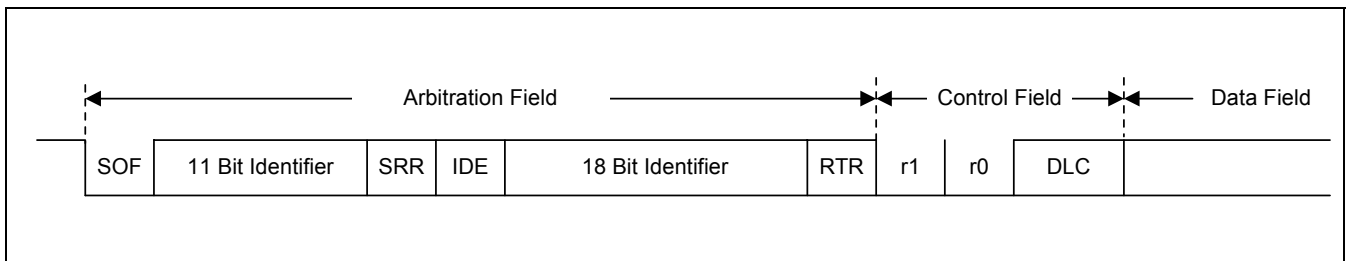 Arbitration Field Control Field Data Field
SOF 11 Bit Identifier SRR IDE 18 Bit Identifier RTR r1 r0 DLC